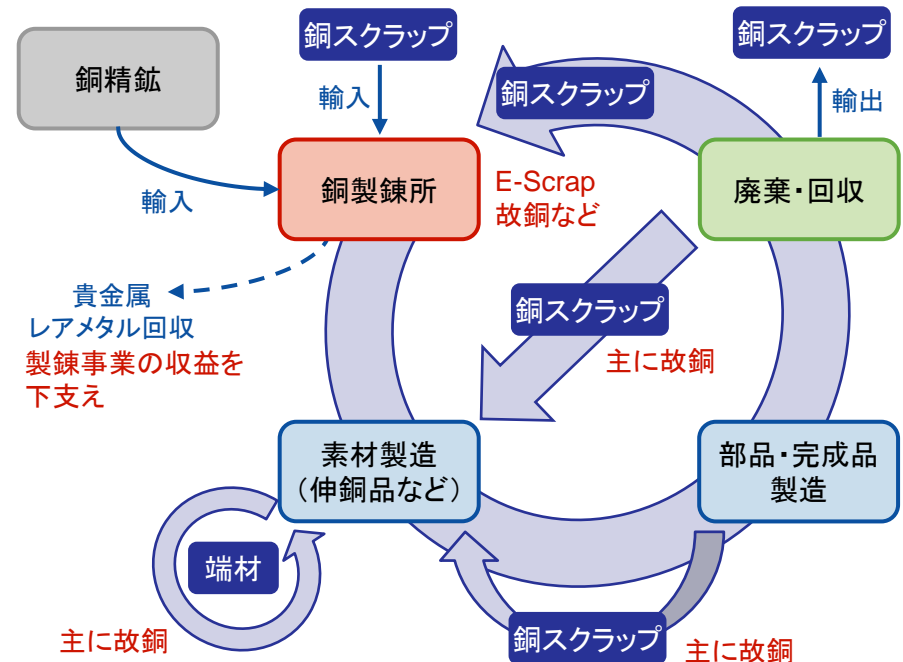 銅スクラップ
銅スクラップ
銅精鉱
銅スクラップ
輸入
輸出
銅製錬所
E-Scrap
故銅など
廃棄・回収
輸入
貴金属
レアメタル回収
製錬事業の収益を
下支え
銅スクラップ
主に故銅
素材製造
（伸銅品など）
部品・完成品
製造
端材
主に故銅
銅スクラップ
主に故銅